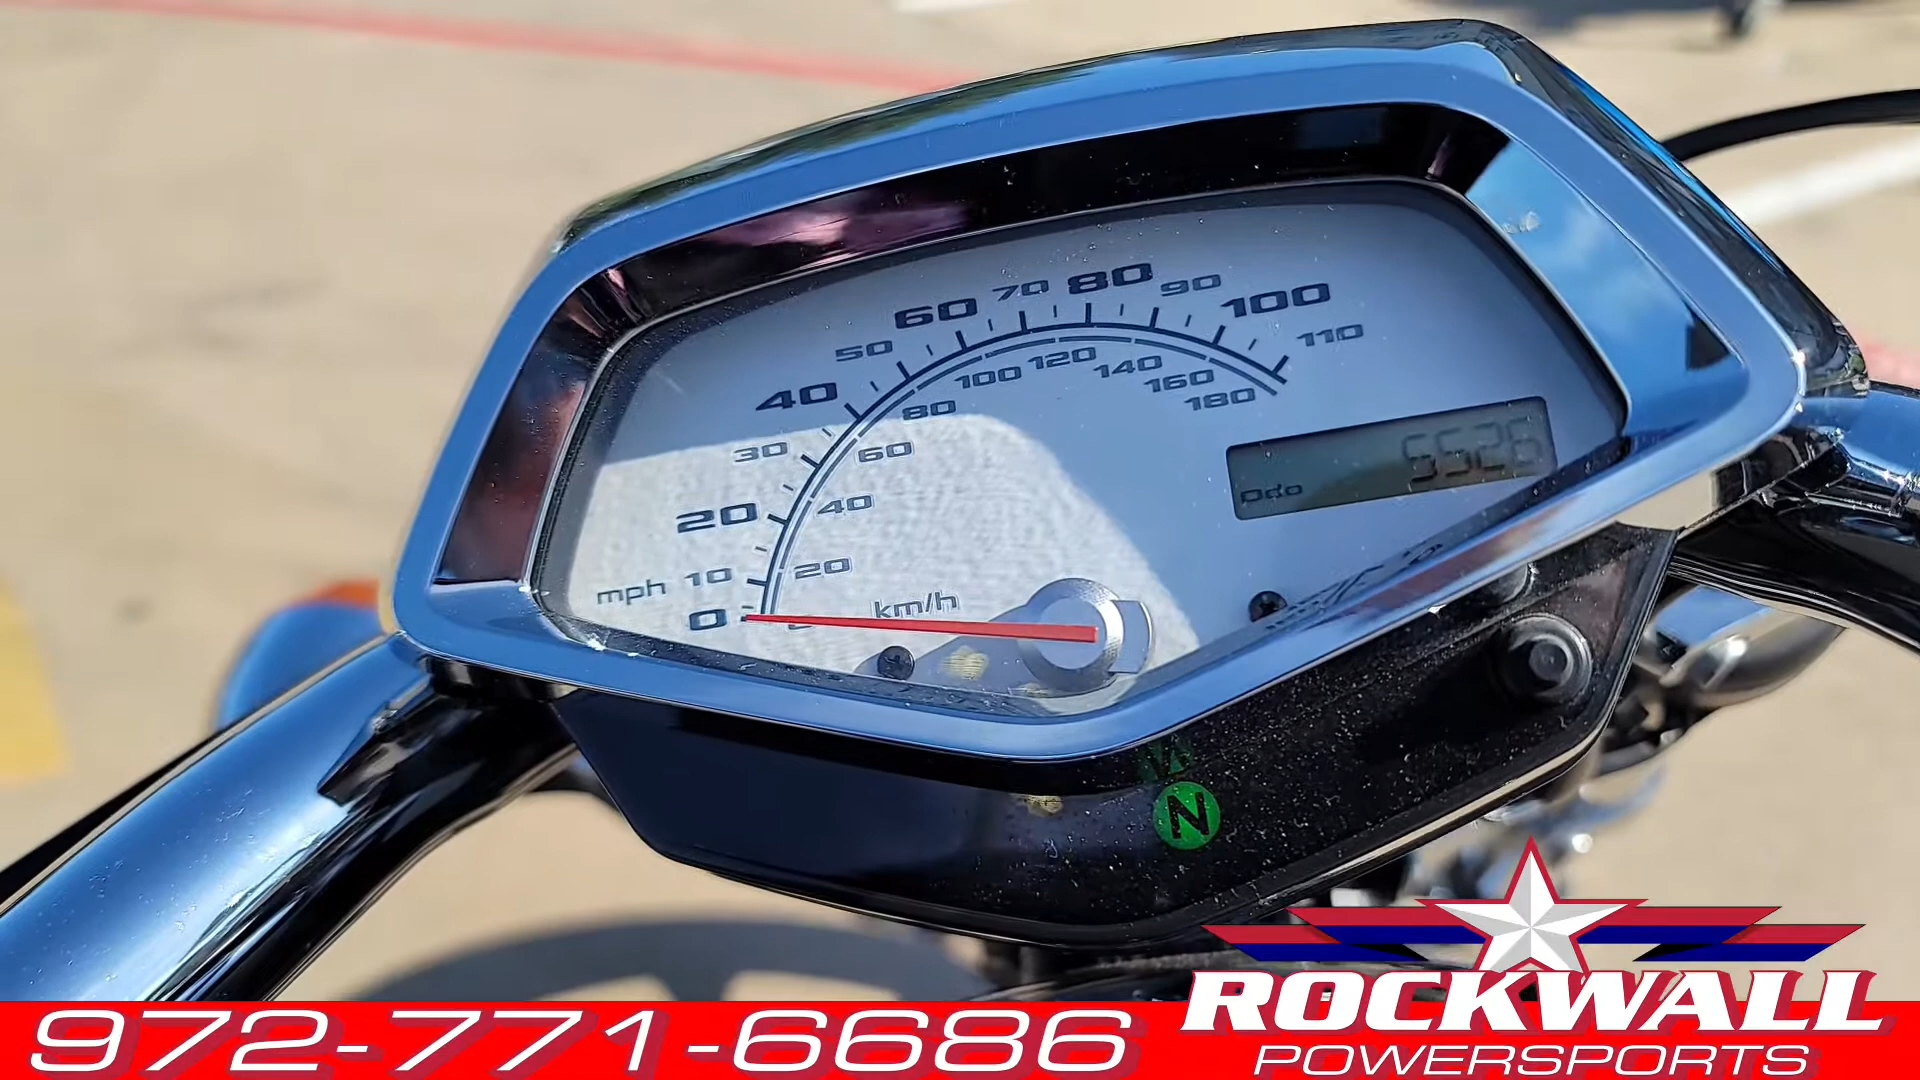 60 70 80 90 100
50 110
40
30
20
mph 10
0
80 100 120 140 160 180
60
40
20
km/h
5526
odo
N
972-771-6686
ROCKWALL
POWERSPORTS